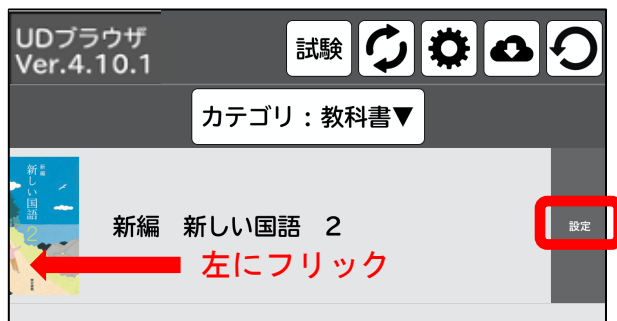 UDブラウザ
Ver.4.10.1
試験
カテゴリ：教科書▼
新編
新しい国語
2
新編　新しい国語　2
設定
左にフリック